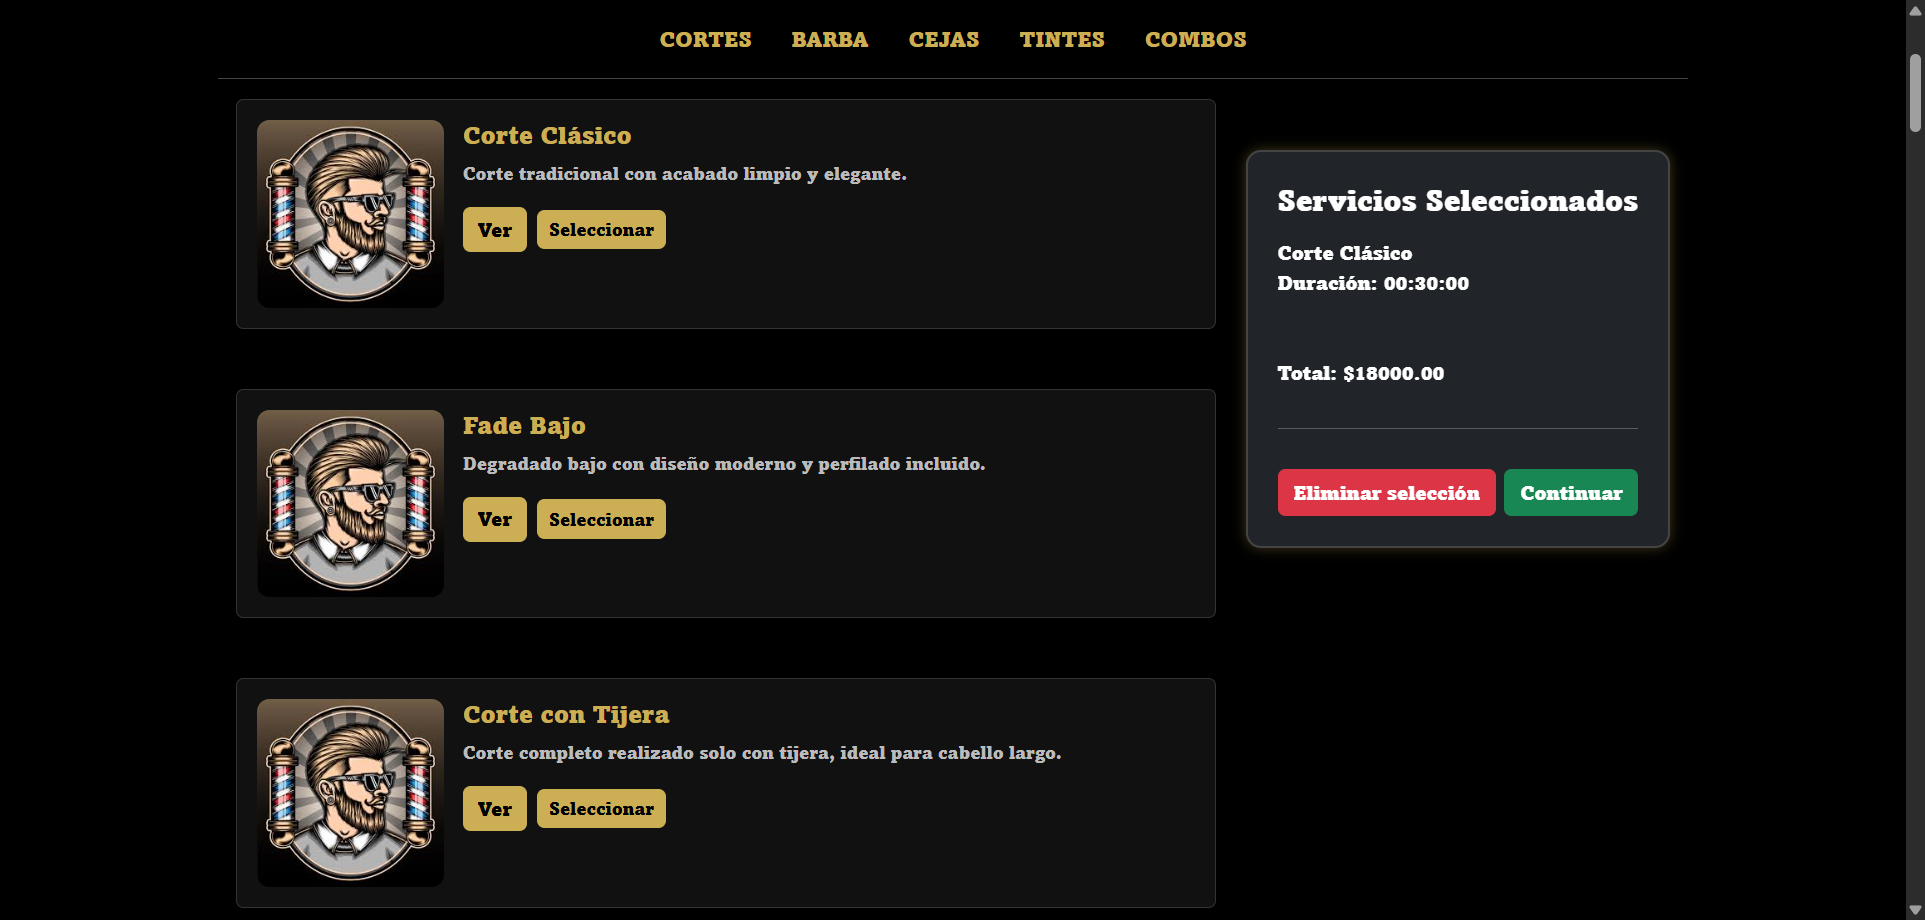 CORTES BARBA CEJAS TINTES COMBOS
Corte Clásico
Corte tradicional con acabado limpio y elegante.
Ver Seleccionar
Fade Bajo
Degradado bajo con diseño moderno y perfilado incluido.
Ver Seleccionar
Corte con Tijera
Corte completo realizado solo con tijera, ideal para cabello largo.
Ver Seleccionar
Servicios Seleccionados
Corte Clásico
Duración: 00:30:00
Total: $18000.00
Eliminar selección Continuar